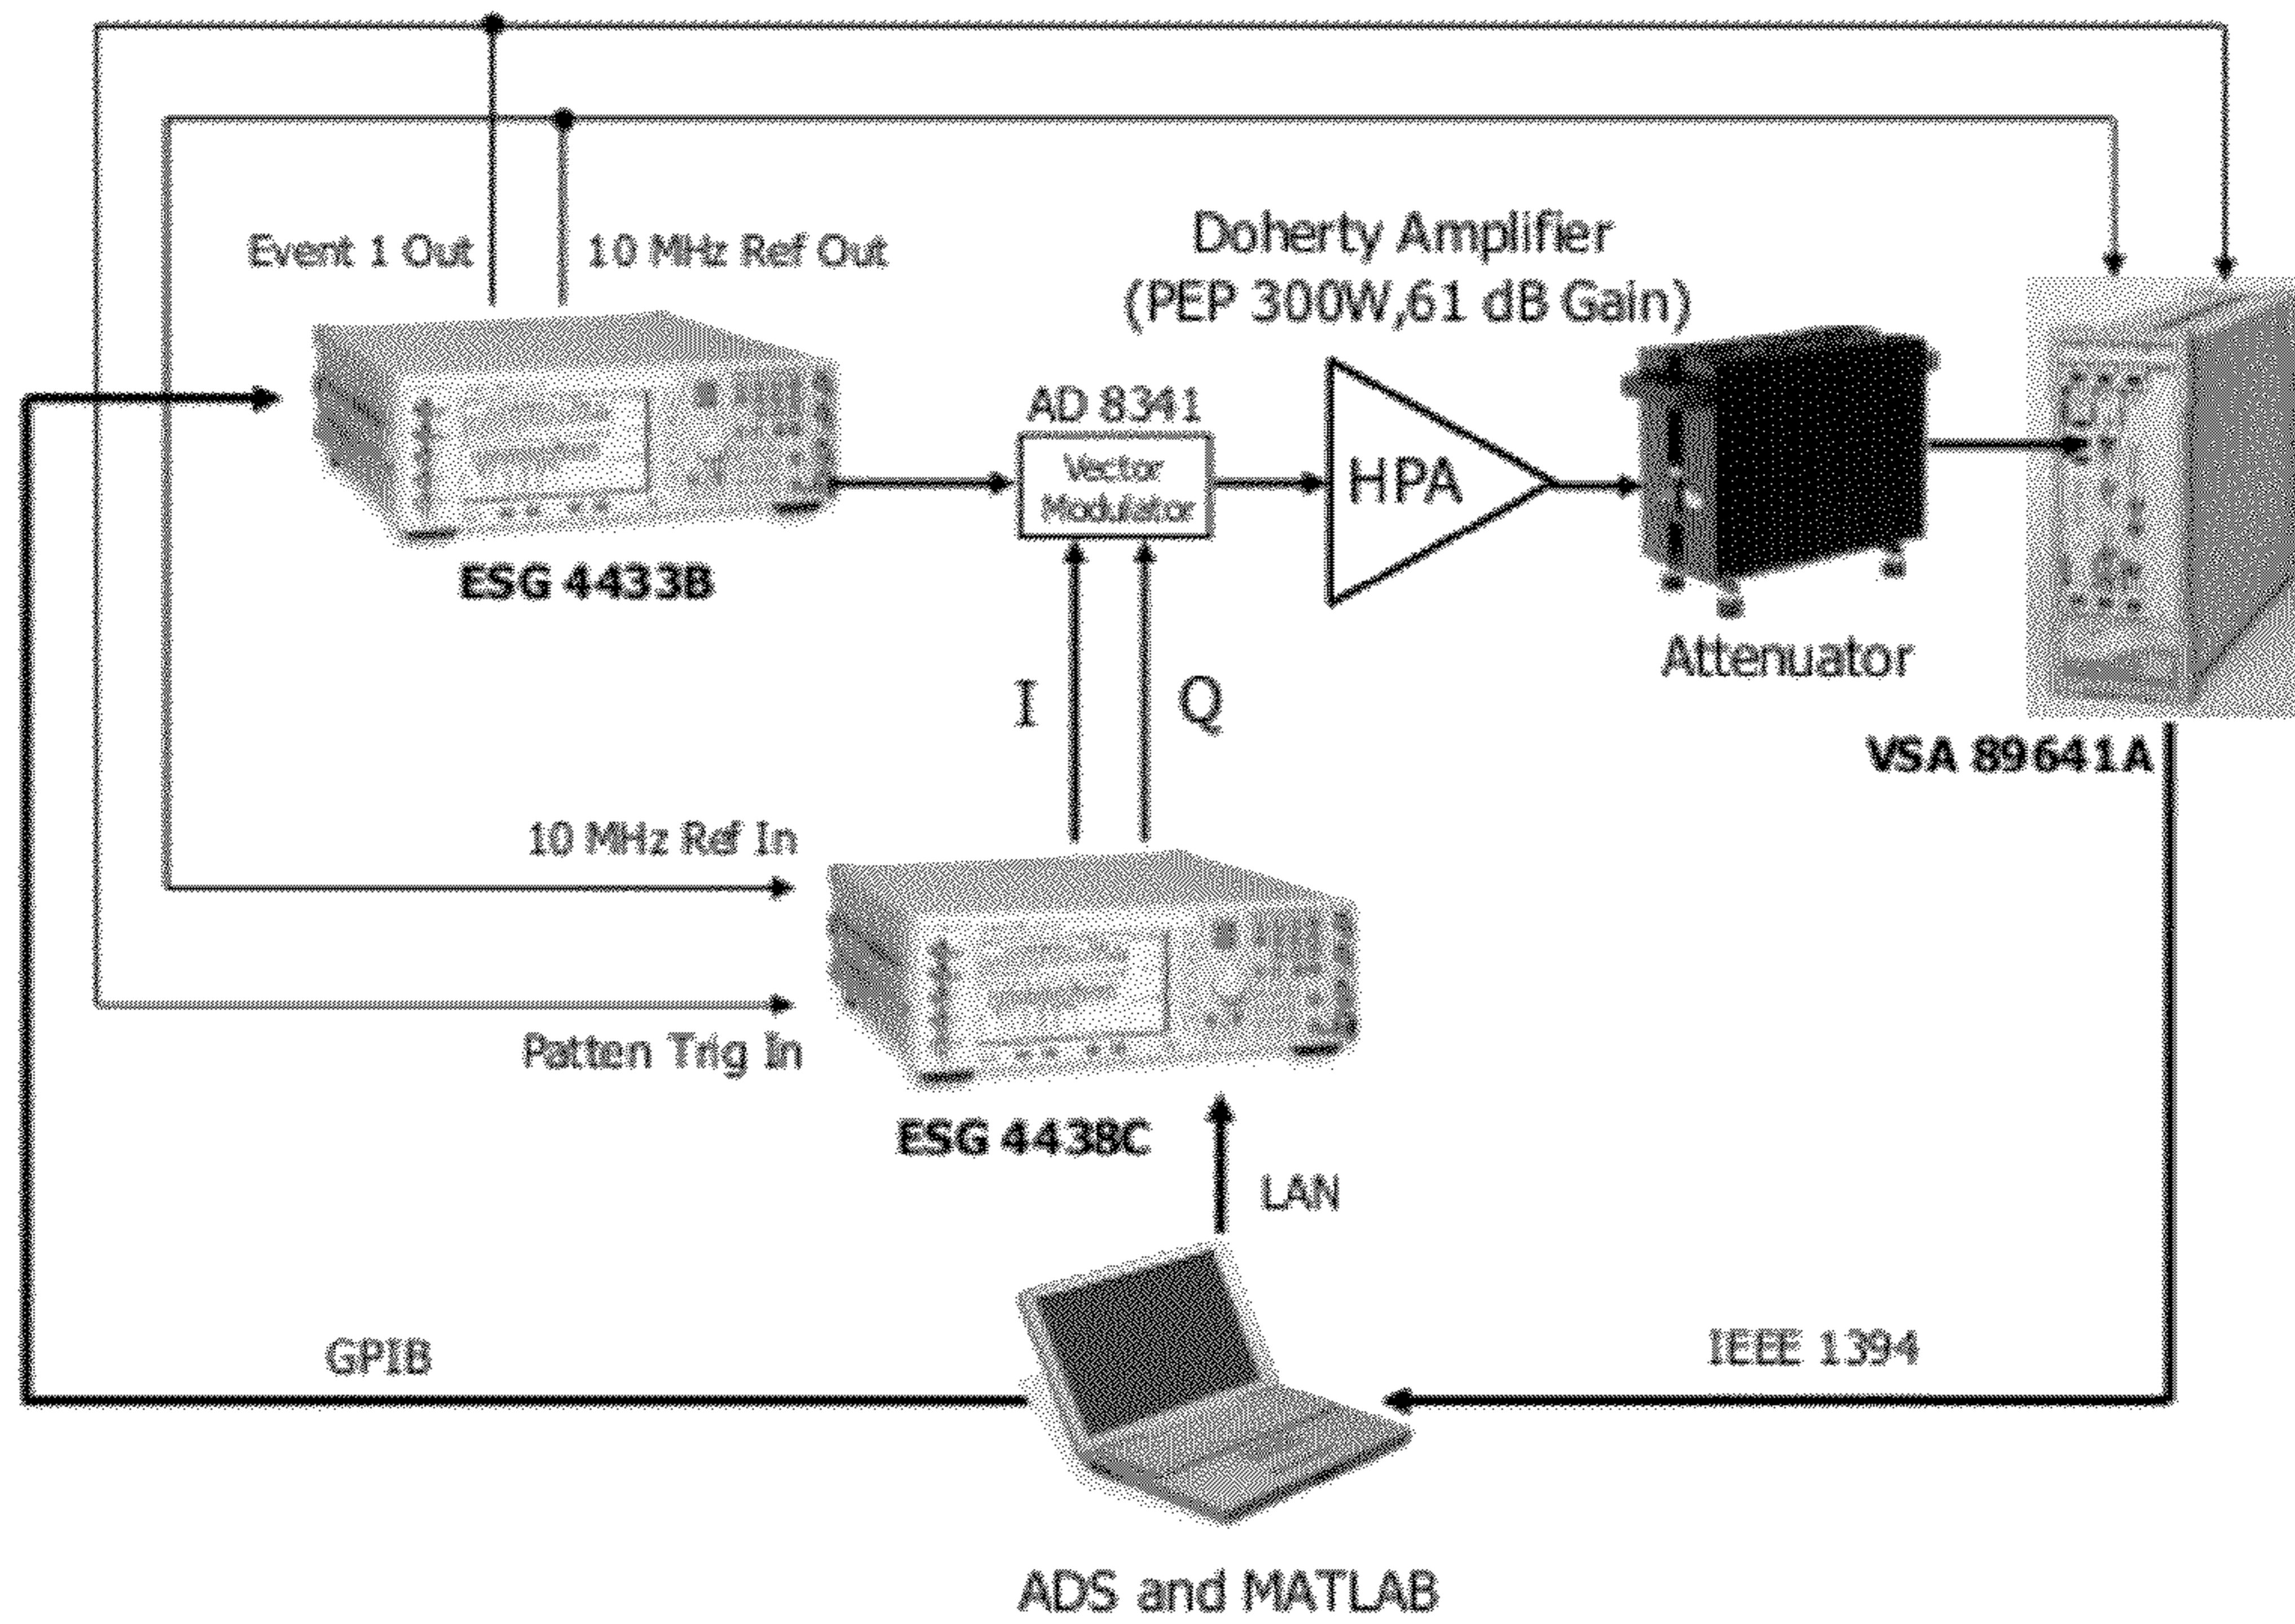 Event 1 Out
10 MHz Ref Out
Doherty Amplifier
(PEP 300W,61 dB Gain)
AD 8341
Vector
Modulator
HPA
ESG 4433B
Attenuator
I
Q
VSA 89641A
10 MHz Ref In
Patten Trig In
ESG 4438C
LAN
GPIB
IEEE 1394
ADS and MATLAB